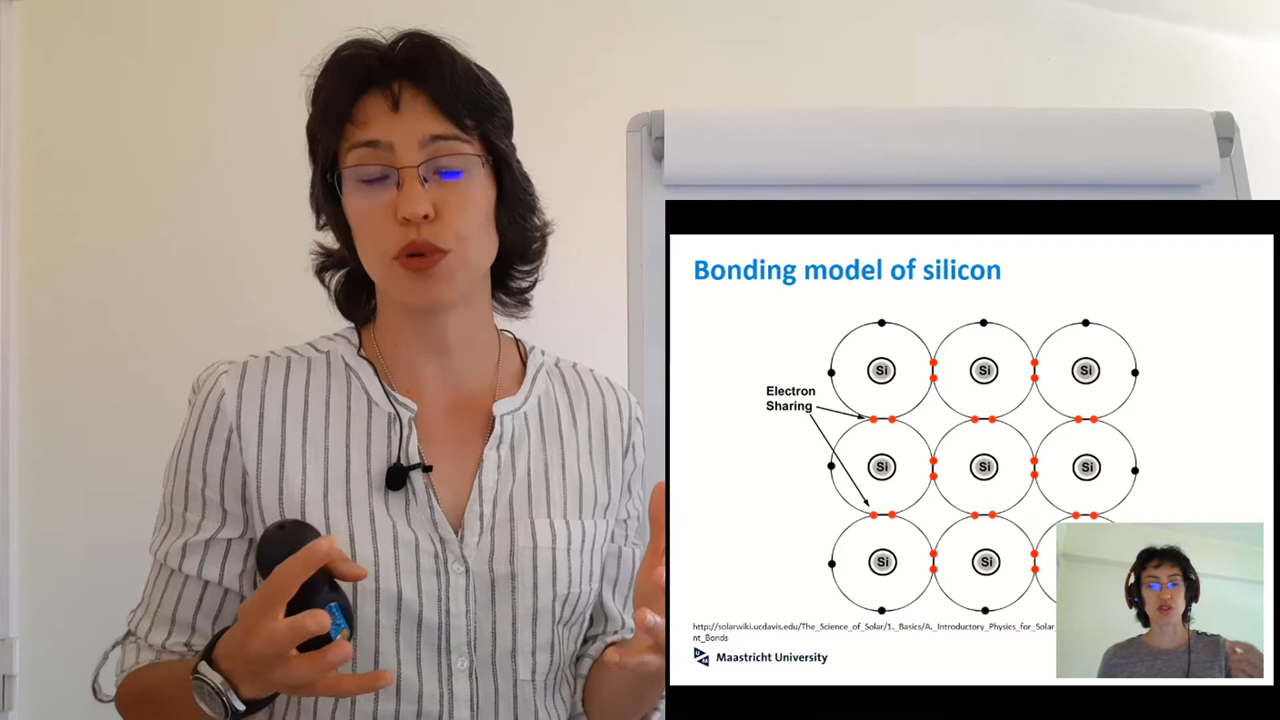 Bonding model of silicon
Si
Si
Si
Electron
Sharing
Si
Si
Si
Si
Si
http://solarwiki.ucdavis.edu/The_Science_of_Solar/1._Basics/A._Introductory_Physics_for_Solar_
nt_Bonds
Maastricht University